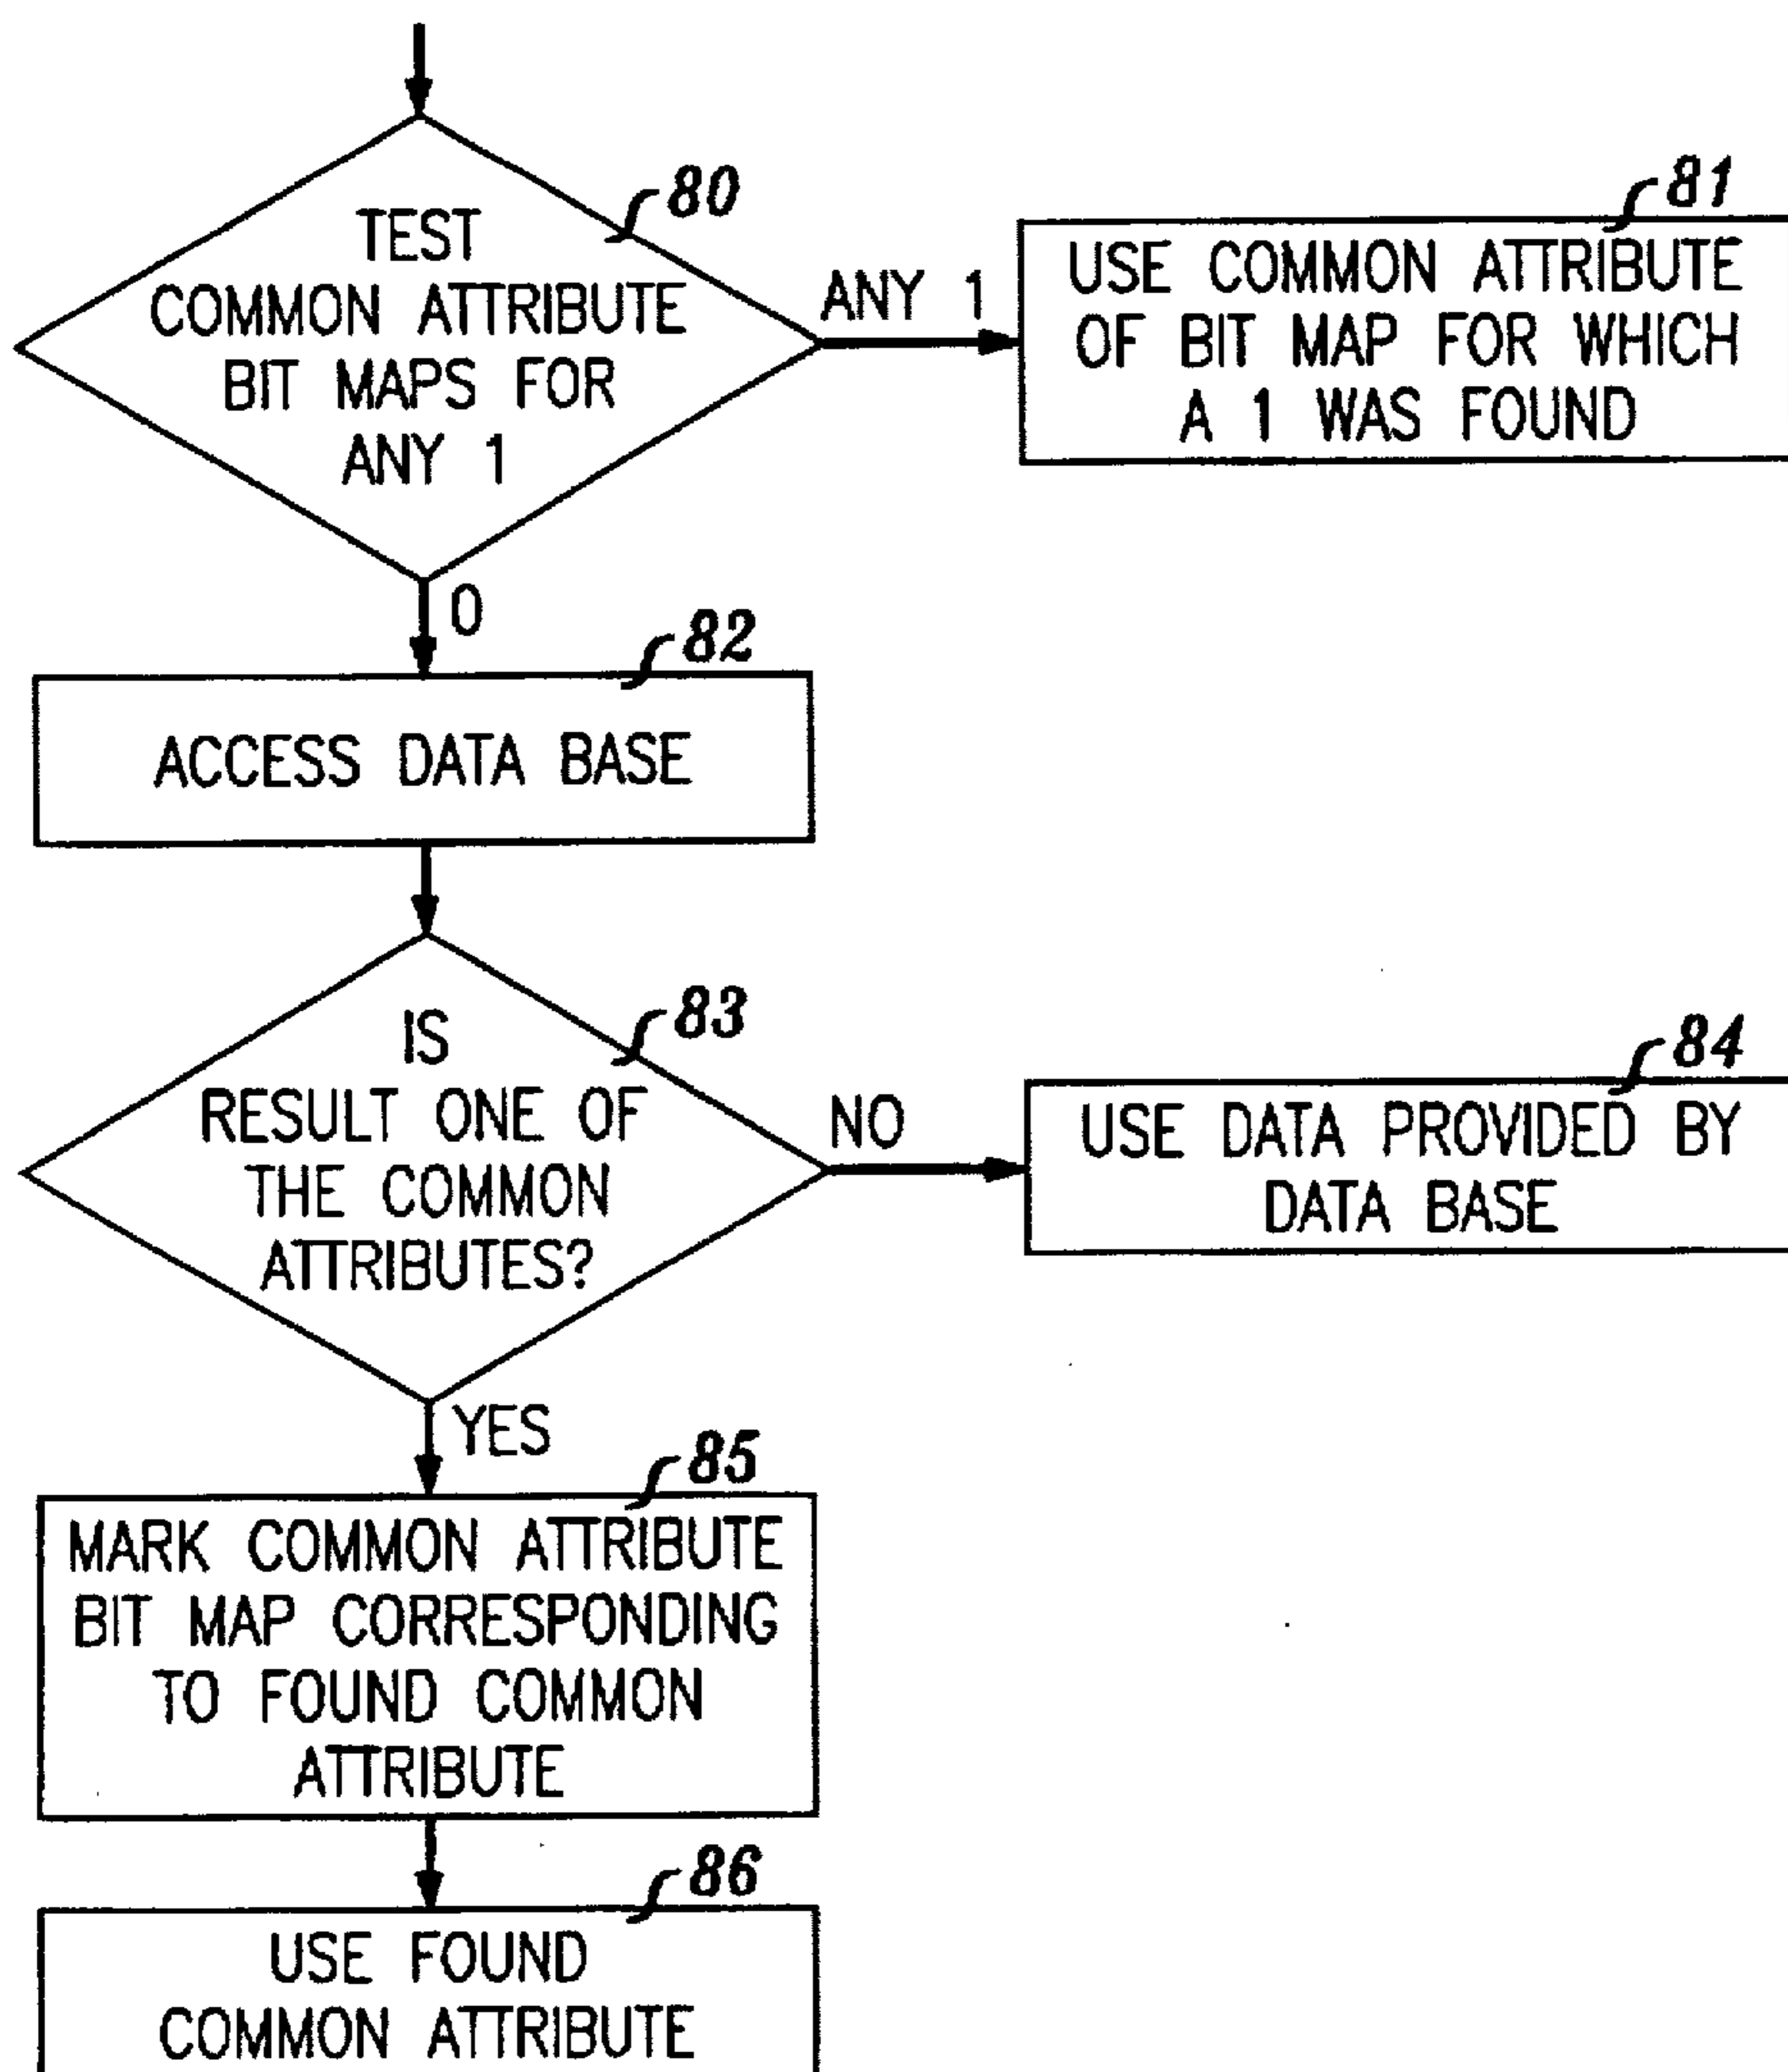 80
TEST
COMMON ATTRIBUTE
BIT MAPS FOR
ANY 1
ANY 1
81
USE COMMON ATTRIBUTE
OF BIT MAP FOR WHICH
A 1 WAS FOUND
0
82
ACCESS DATA BASE
83
IS
RESULT ONE OF
THE COMMON
ATTRIBUTES?
NO
84
USE DATA PROVIDED BY
DATA BASE
YES
85
MARK COMMON ATTRIBUTE
BIT MAP CORRESPONDING
TO FOUND COMMON
ATTRIBUTE
86
USE FOUND
COMMON ATTRIBUTE